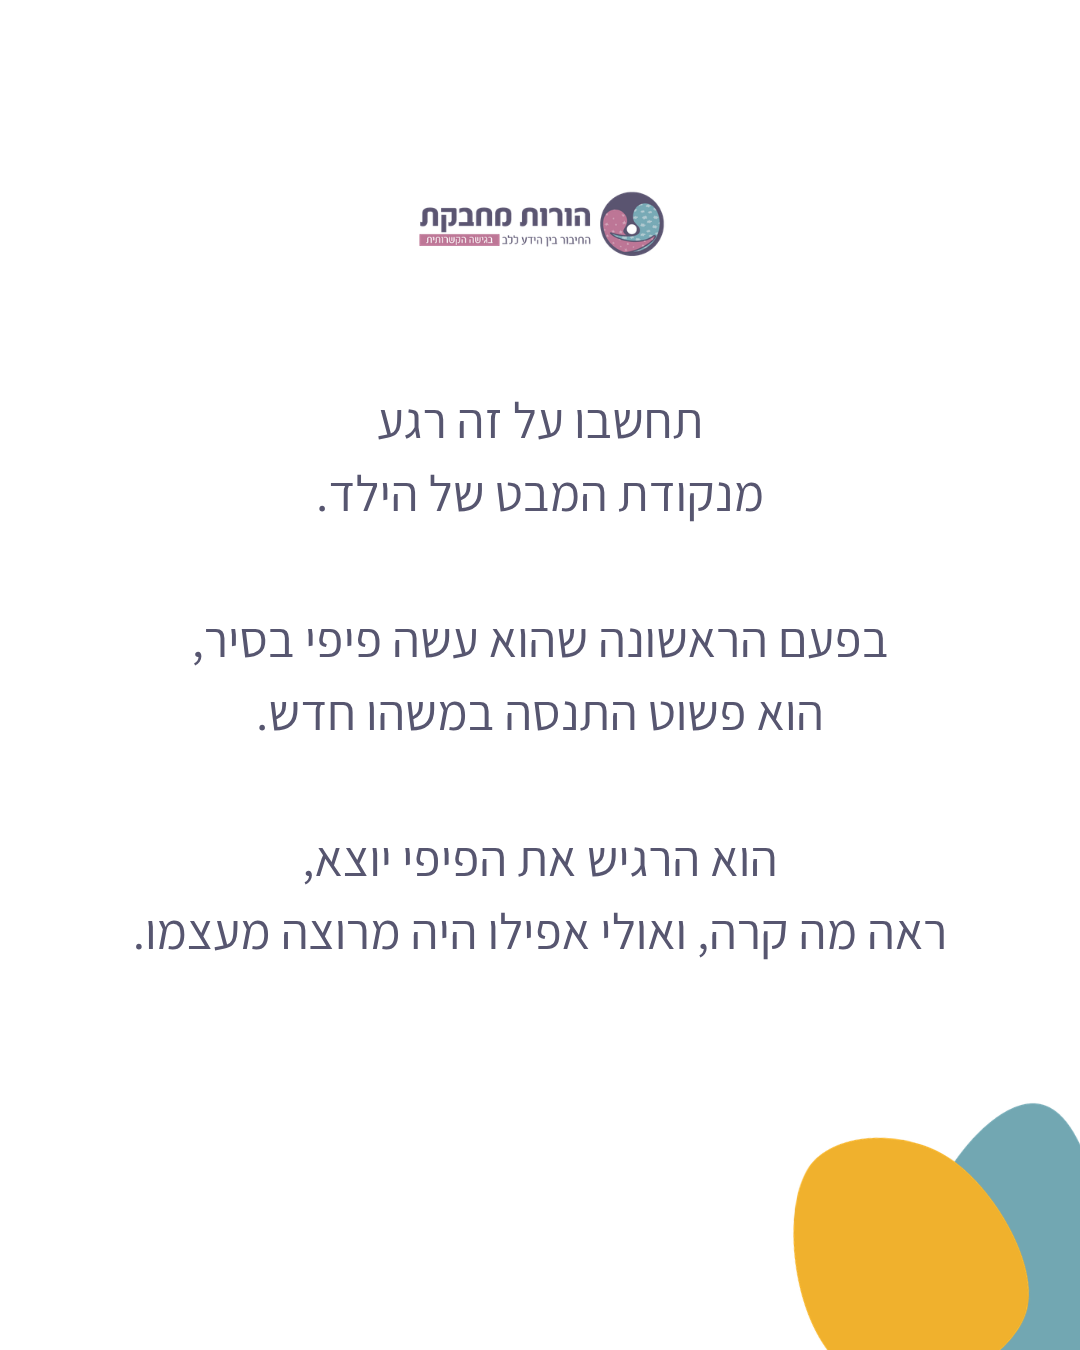 הורות מחבקת
החיבור בין הידע ללב בגישה הקשרותית
תחשבו על זה רגע
מנקודת המבט של הילד.
בפעם הראשונה שהוא עשה פיפי בסיר,
הוא פשוט התנסה במשהו חדש.
הוא הרגיש את הפיפי יוצא,
ראה מה קרה, ואולי אפילו היה מרוצה מעצמו.